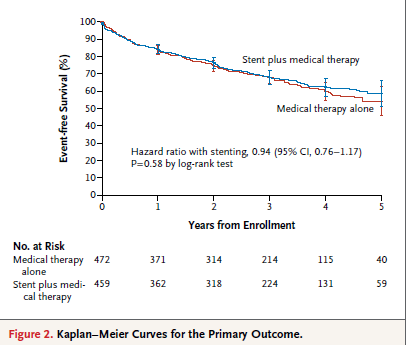 Event-free Survival (%)
100
90
80
70
60
50
40
30
20
10
0
Stent plus medical therapy
Medical therapy alone
Hazard ratio with stenting, 0.94 (95% CI, 0.76–1.17)
P=0.58 by log-rank test
0 1 2 3 4 5
Years from Enrollment
No. at Risk
Medical therapy 472 371 314 214 115 40
alone
Stent plus medi- 459 362 318 224 131 59
cal therapy
Figure 2. Kaplan–Meier Curves for the Primary Outcome.